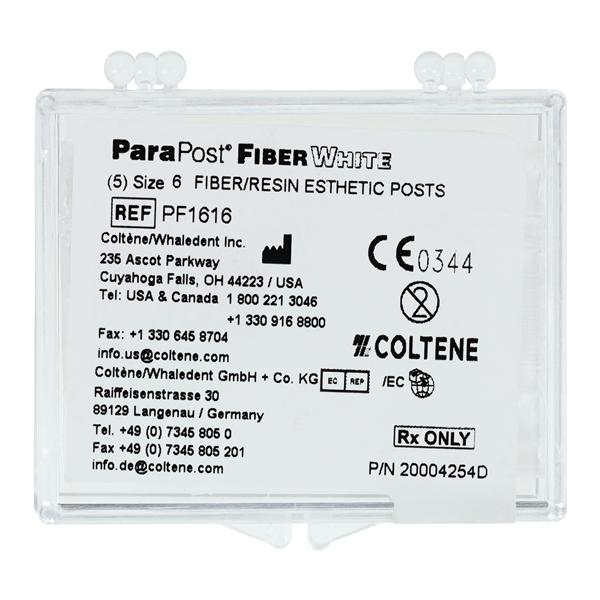 ParaPost® FIBER WHITE
(5) Size 6 FIBER/RESIN ESTHETIC POSTS
REF PF1616
Coltène/Whaledent Inc.
235 Ascot Parkway
Cuyahoga Falls, OH 44223 / USA
Tel: USA & Canada 1 800 221 3046
+1 330 916 8800
Fax: +1 330 645 8704
info.us@coltene.com
CE 0344
2
COLTENE
Coltène/Whaledent GmbH + Co. KG EC REP /EC
Raiffeisenstrasse 30
89129 Langenau / Germany
Tel. +49 (0) 7345 805 0
Fax +49 (0) 7345 805 201
info.de@coltene.com
Rx ONLY
P/N 20004254D